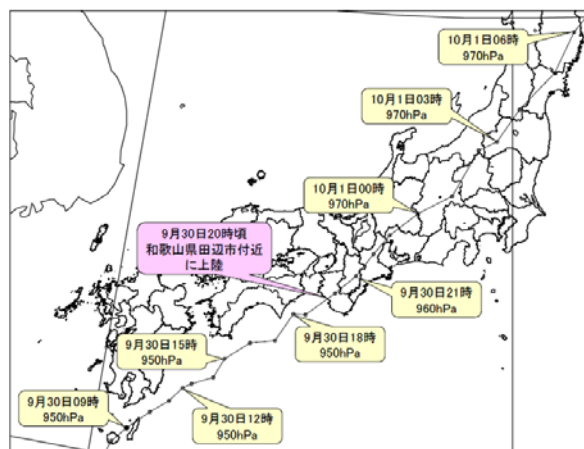 10月1日06時
970hPa
10月1日03時
970hPa
10月1日00時
970hPa
9月30日20時頃
和歌山県田辺市付近
に上陸
9月30日21時
960hPa
9月30日18時
950hPa
9月30日15時
950hPa
9月30日09時
950hPa
9月30日12時
950hPa